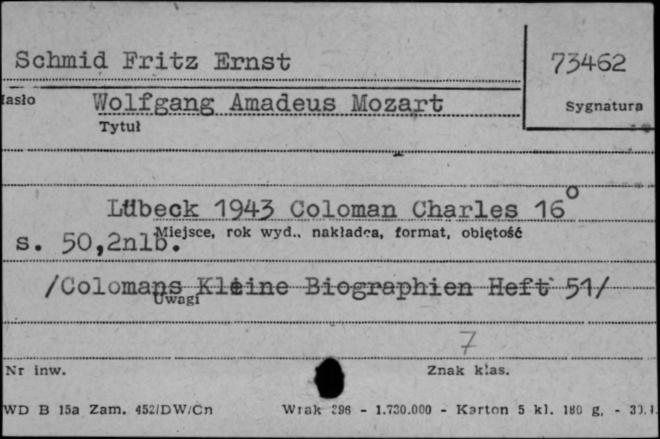 Schmid Fritz Ernst
73462
Hasło
Wolfgang Amadeus Mozart
Sygnatura
Tytuł
Lübeck 1943 Coloman Charles 16°
Miejsce, rok wyd., nakładca, format, objętość
s. 50,2nlb.
/Colomans Kleine Biographien Heft 51/
Uwagi
7
Nr inw.
Znak klas.
WD B 15a Zam. 452/DW/Cn Wrak 396 - 1.730.000 - Karton 5 kl. 180 g. -